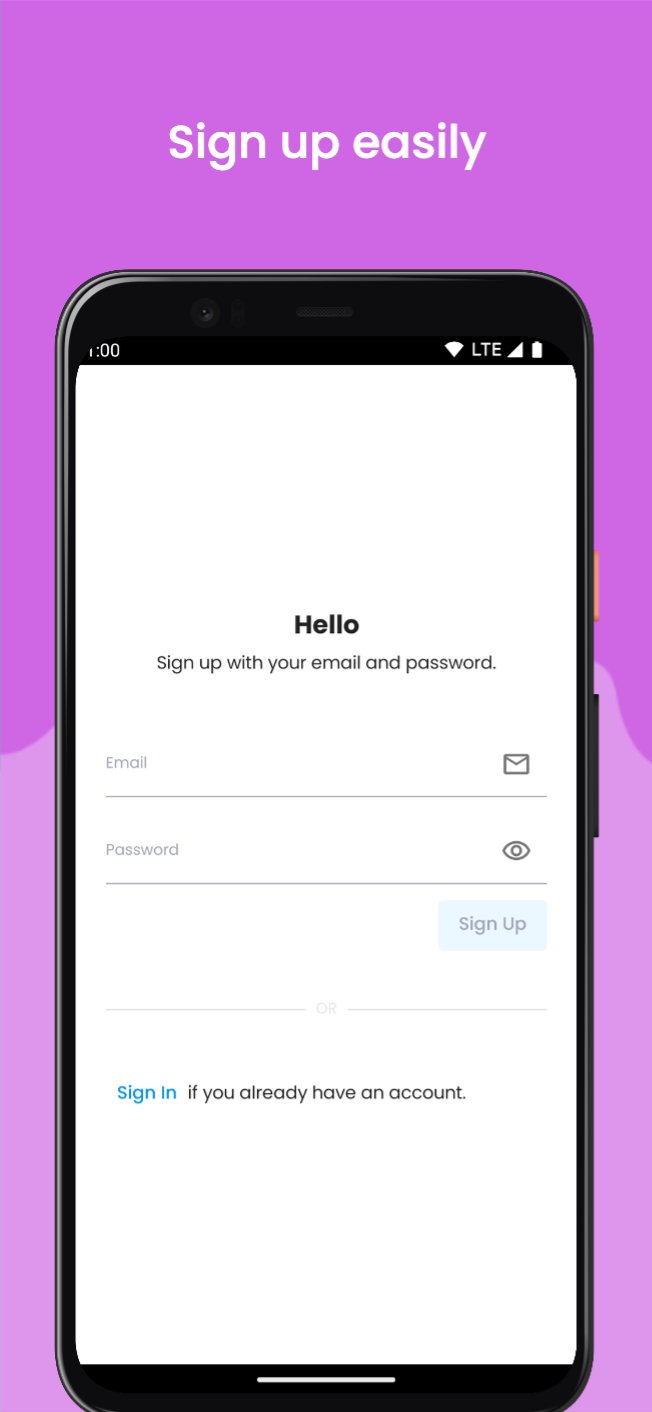 Sign up easily
1:00 LTE
Hello
Sign up with your email and password.
Email
Password
Sign Up
OR
Sign In if you already have an account.